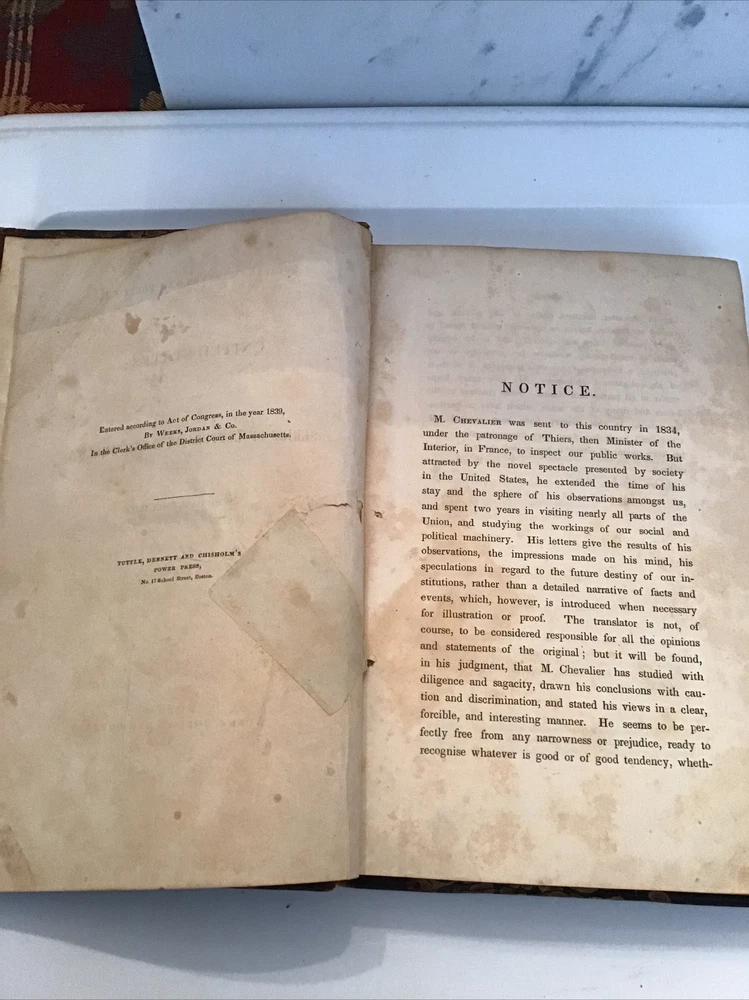 Entered according to Act of Congress, in the year 1839,
By Weeks, Jordan & Co.
In the Clerk's Office of the District Court of Massachusetts.
TUTTLE, DENNETT AND CHISHOLM'S
POWER PRESS,
No. 17 School Street, Boston.
NOTICE.
M. Chevalier was sent to this country in 1834,
under the patronage of Thiers, then Minister of the
Interior, in France, to inspect our public works. But
attracted by the novel spectacle presented by society
in the United States, he extended the time of his
stay and the sphere of his observations amongst us,
and spent two years in visiting nearly all parts of the
Union, and studying the workings of our social and
political machinery. His letters give the results of his
observations, the impressions made on his mind, his
speculations in regard to the future destiny of our in-
stitutions, rather than a detailed narrative of facts and
events, which, however, is introduced when necessary
for illustration or proof. The translator is not, of
course, to be considered responsible for all the opinions
and statements of the original; but it will be found,
in his judgment, that M. Chevalier has studied with
diligence and sagacity, drawn his conclusions with cau-
tion and discrimination, and stated his views in a clear,
forcible, and interesting manner. He seems to be per-
fectly free from any narrowness or prejudice, ready to
recognise whatever is good or of good tendency, wheth-